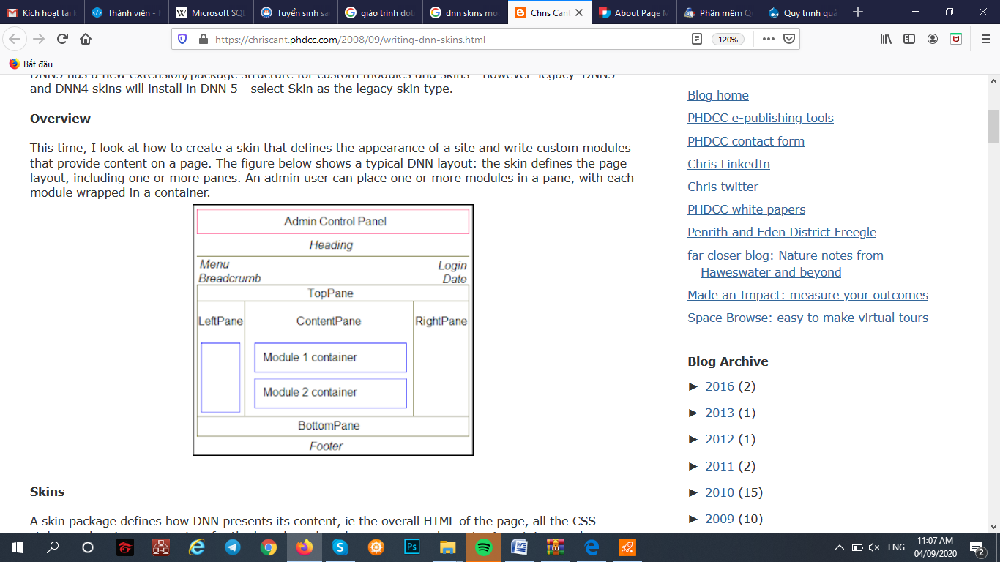 Kích hoạt tài k
Thành viên - N
Microsoft SQL
Tuyển sinh sa
giáo trình dot
dnn skins mo
Chris Cant
About Page M
Phần mềm Q
Quy trinh quả
https://chriscant.phdcc.com/2008/09/writing-dnn-skins.html
120%
Bắt đầu
DNN5 has a new extension/package structure for custom modules and skins - however 'legacy' DNN3
and DNN4 skins will install in DNN 5 - select Skin as the legacy skin type.
Overview
This time, I look at how to create a skin that defines the appearance of a site and write custom modules
that provide content on a page. The figure below shows a typical DNN layout: the skin defines the page
layout, including one or more panes. An admin user can place one or more modules in a pane, with each
module wrapped in a container.
Admin Control Panel
Heading
Menu
Login
Breadcrumb
Date
TopPane
LeftPane
ContentPane
RightPane
Module 1 container
Module 2 container
BottomPane
Footer
Skins
A skin package defines how DNN presents its content, ie the overall HTML of the page, all the CSS
Blog home
PHDCC e-publishing tools
PHDCC contact form
Chris LinkedIn
Chris twitter
PHDCC white papers
Penrith and Eden District Freegle
far closer blog: Nature notes from
Haweswater and beyond
Made an Impact: measure your outcomes
Space Browse: easy to make virtual tours
Blog Archive
► 2016 (2)
► 2013 (1)
► 2012 (1)
► 2011 (2)
► 2010 (15)
► 2009 (10)
ENG
11:07 AM
04/09/2020
2